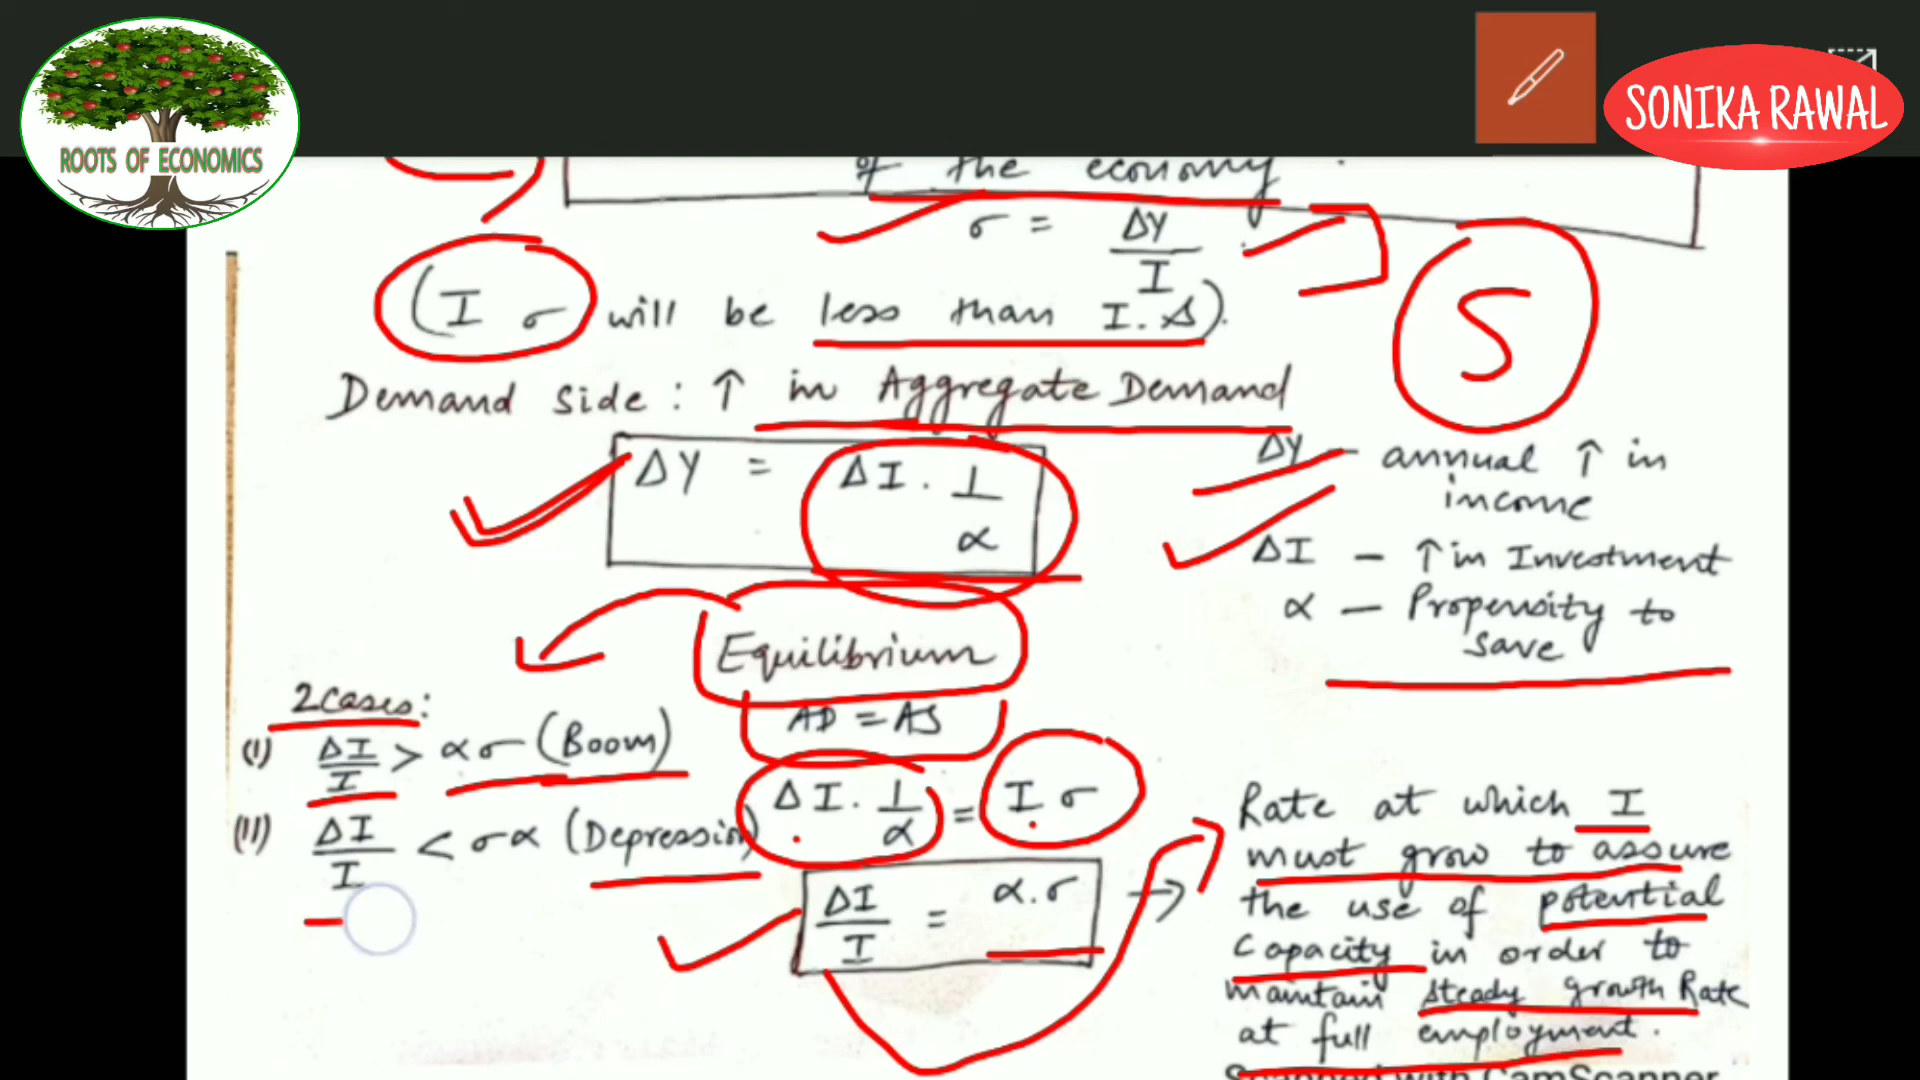 ROOTS OF ECONOMICS
SONIKA RAWAL
of the economy.
σ = ΔY / I
S
(I σ will be less than I.s).
Demand side: ↑ in Aggregate Demand
ΔY = ΔI . 1/α
ΔY – annual ↑ in income
ΔI – ↑ in Investment
α – Propensity to save
Equilibrium
AD = AS
ΔI . 1/α = I σ
ΔI/I = α.σ →
2 Cases:
(I) ΔI/I > α σ (Boom)
(II) ΔI/I < σ α (Depression)
Rate at which I
must grow to assure
the use of potential
Capacity in order to
maintain steady growth Rate
at full employment.
Scanned with CamScanner